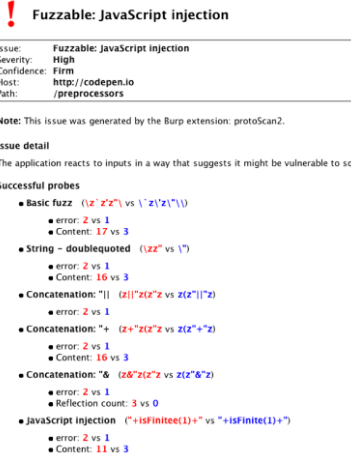 ! Fuzzable: JavaScript injection
Issue: Fuzzable: JavaScript injection
Severity: High
Confidence: Firm
Host: http://codepen.io
Path: /preprocessors
Note: This issue was generated by the Burp extension: protoScan2.
Issue detail
The application reacts to inputs in a way that suggests it might be vulnerable to so
Successful probes
• Basic fuzz (\z`z'z"\ vs \`z\'z\"\\)
• error: 2 vs 1
• Content: 17 vs 3
• String - doublequoted (\zz" vs \")
• error: 2 vs 1
• Content: 16 vs 3
• Concatenation: "|| (z||"z(z"z vs z(z"||"z)
• error: 2 vs 1
• Concatenation: "+ (z+"z(z"z vs z(z"+"z)
• error: 2 vs 1
• Content: 16 vs 3
• Concatenation: "& (z&"z(z"z vs z(z"&"z)
• error: 2 vs 1
• Reflection count: 3 vs 0
• JavaScript injection ("+isFinitee(1)+" vs "+isFinite(1)+")
• error: 2 vs 1
• Content: 11 vs 3